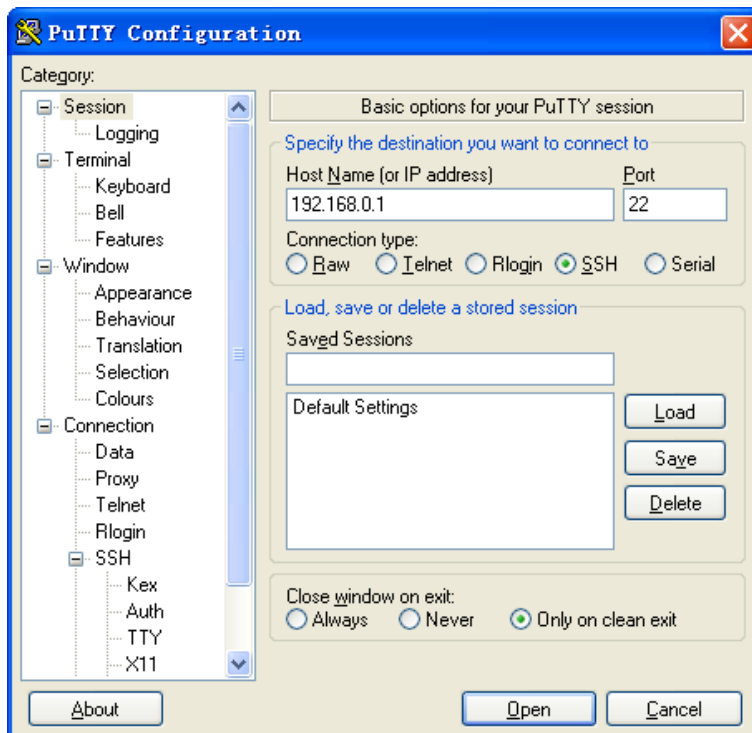 PuTTY Configuration
Category:
Session
Logging
Terminal
Keyboard
Bell
Features
Window
Appearance
Behaviour
Translation
Selection
Colours
Connection
Data
Proxy
Telnet
Rlogin
SSH
Kex
Auth
TTY
X11
Basic options for your PuTTY session
Specify the destination you want to connect to
Host Name (or IP address) Port
192.168.0.1 22
Connection type:
Raw Telnet Rlogin SSH Serial
Load, save or delete a stored session
Saved Sessions
Default Settings
Load
Save
Delete
Close window on exit:
Always Never Only on clean exit
About Open Cancel